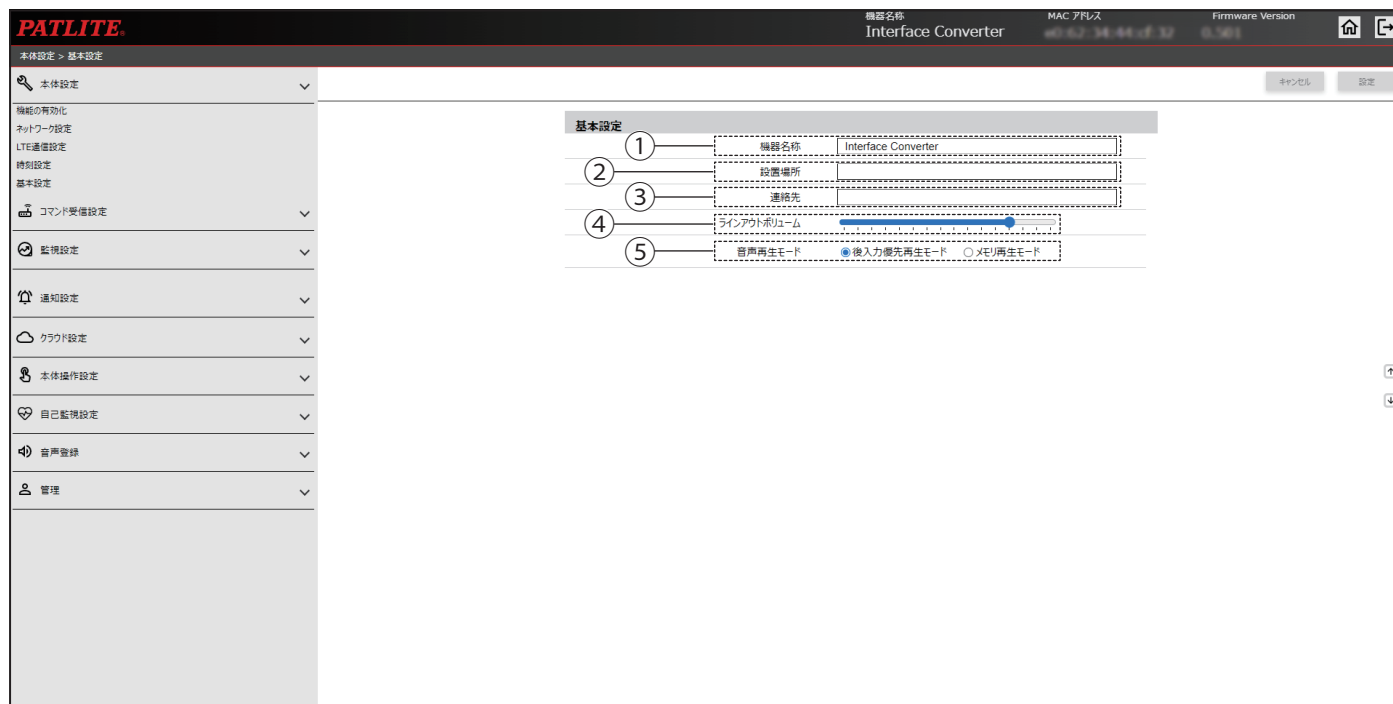 PATLITE
機器名称
MAC アドレス
Firmware Version
Interface Converter
本体設定 > 基本設定
本体設定
キャンセル
設定
機能の有効化
ネットワーク設定
LTE通信設定
時刻設定
基本設定
コマンド受信設定
監視設定
通知設定
クラウド設定
本体操作設定
自己監視設定
音声登録
管理
基本設定
① 機器名称 Interface Converter
② 設置場所
③ 連絡先
④ ラインアウトボリューム
⑤ 音声再生モード 後入力優先再生モード メモリ再生モード